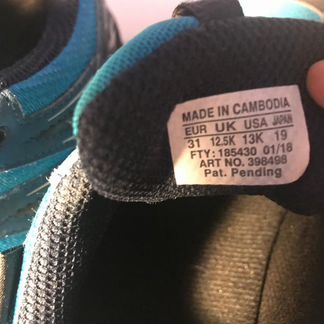 MADE IN CAMBODIA
EUR UK USA JAPAN
31 12.5K 13K 19
FTY: 185430 01/18
ART NO. 398498
Pat. Pending